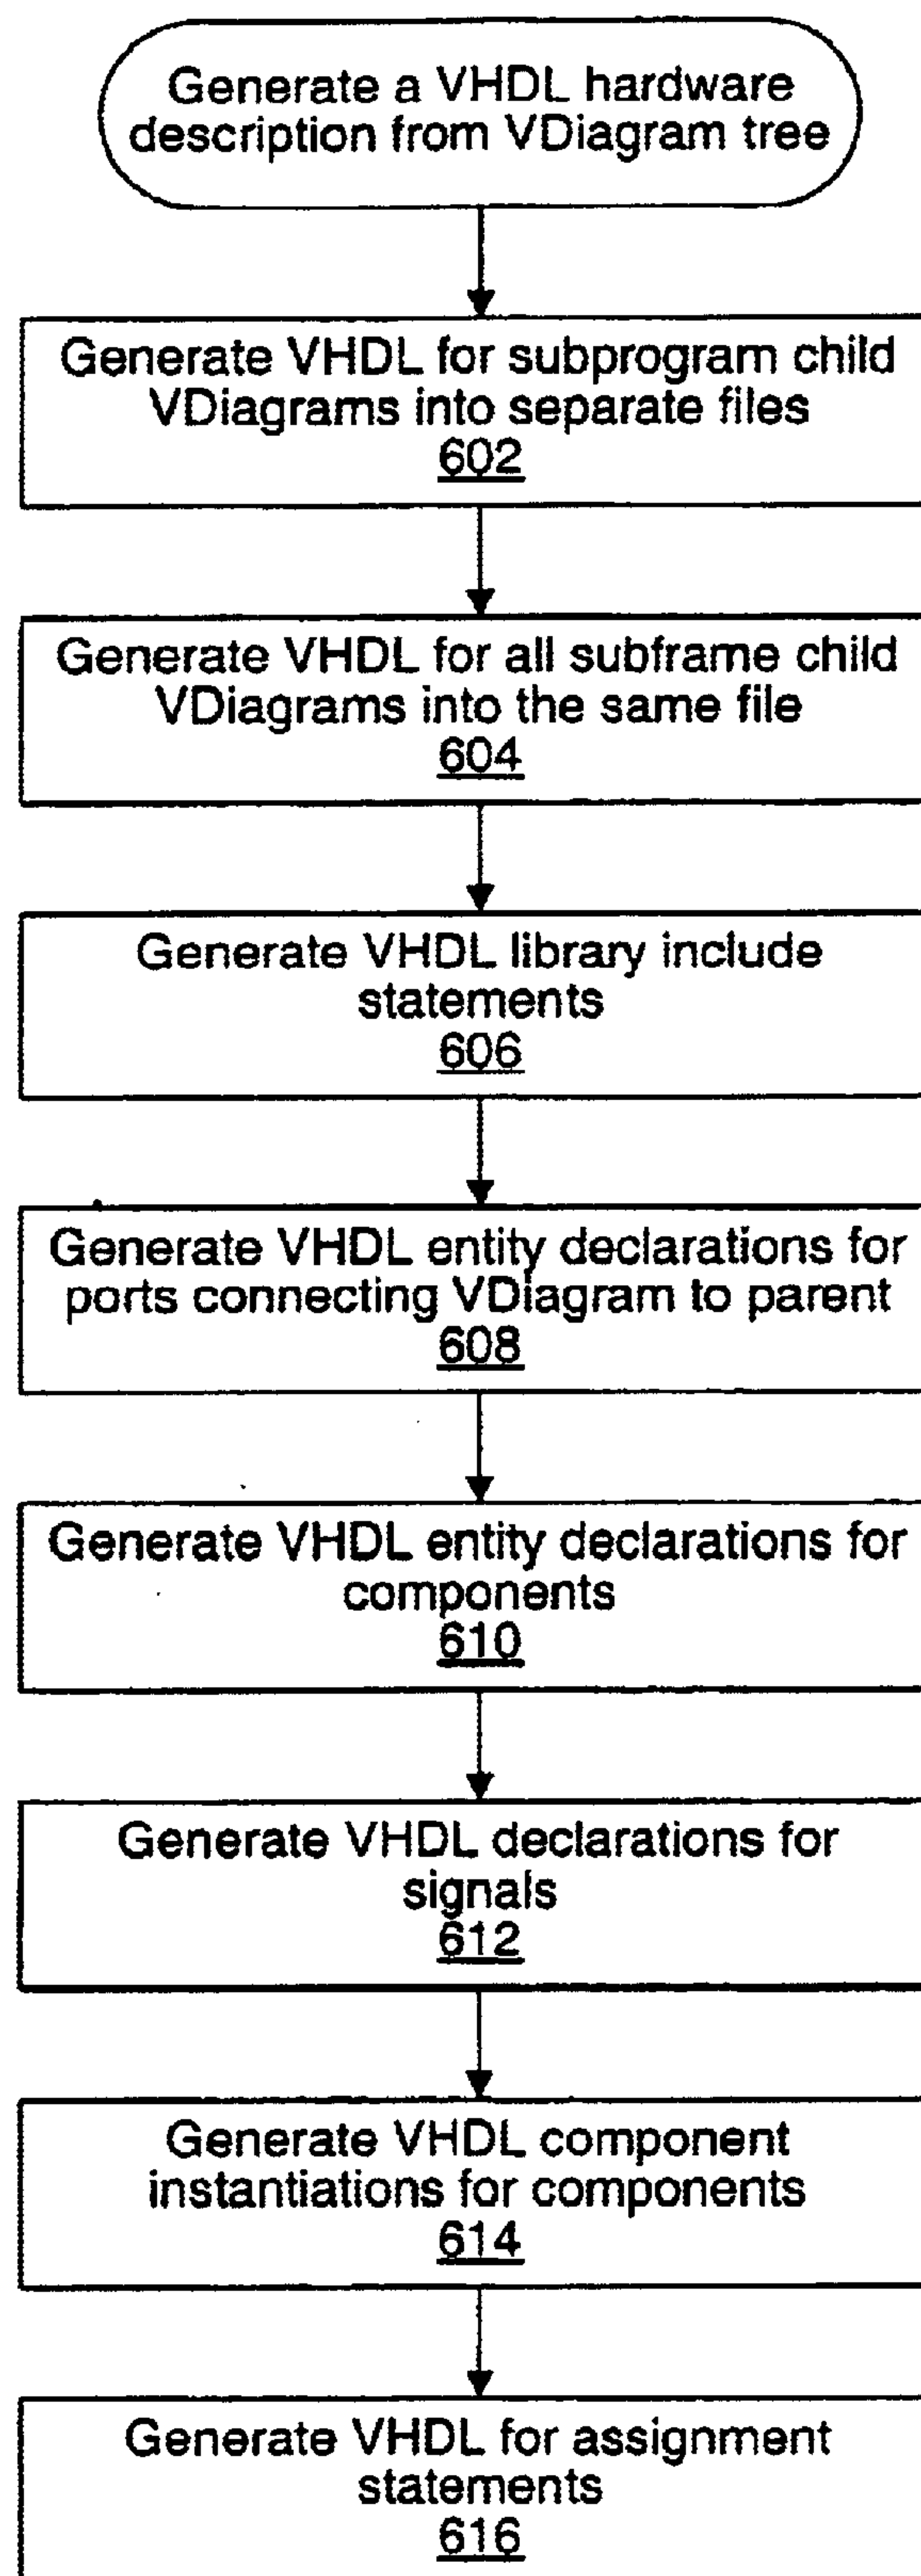 Generate a VHDL hardware
description from VDiagram tree
Generate VHDL for subprogram child
VDiagrams into separate files
602
Generate VHDL for all subframe child
VDiagrams into the same file
604
Generate VHDL library include
statements
606
Generate VHDL entity declarations for
ports connecting VDiagram to parent
608
Generate VHDL entity declarations for
components
610
Generate VHDL declarations for
signals
612
Generate VHDL component
instantiations for components
614
Generate VHDL for assignment
statements
616